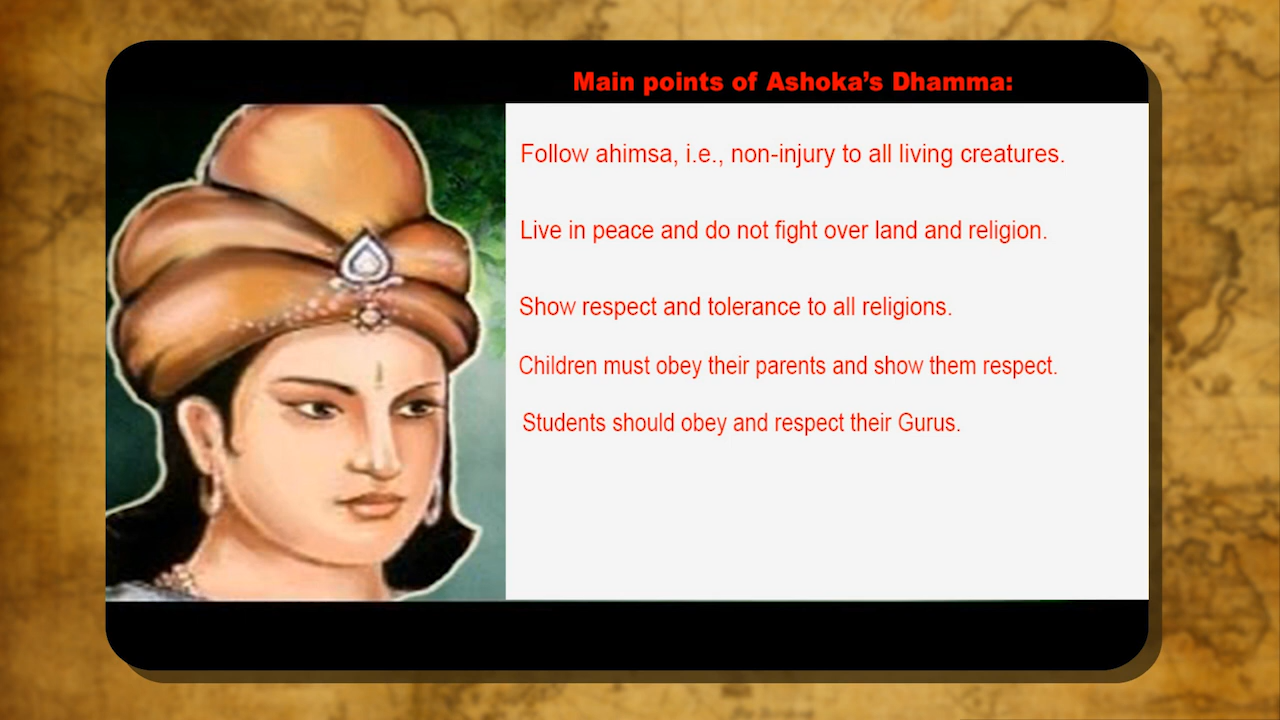 Main points of Ashoka’s Dhamma:
Follow ahimsa, i.e., non-injury to all living creatures.
Live in peace and do not fight over land and religion.
Show respect and tolerance to all religions.
Children must obey their parents and show them respect.
Students should obey and respect their Gurus.